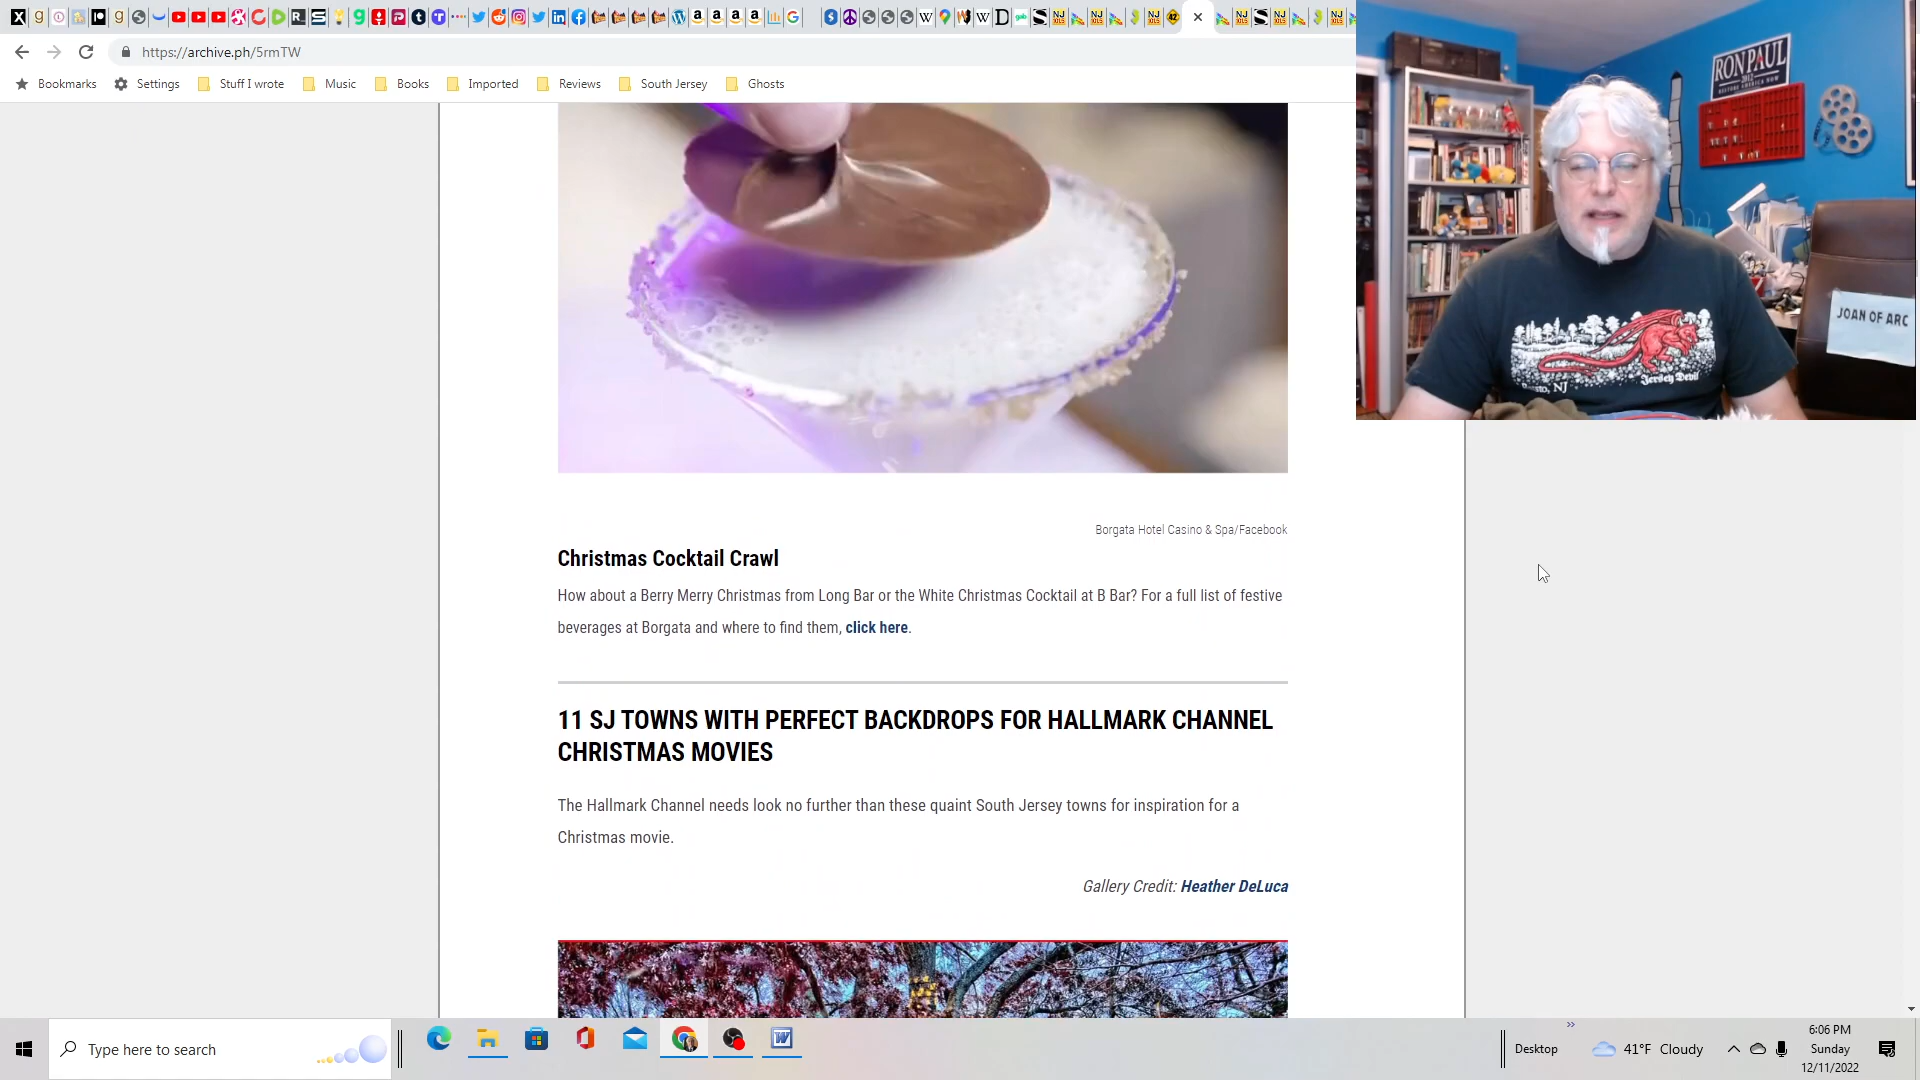 https://archive.ph/5rmTW
Bookmarks
Settings
Stuff I wrote
Music
Books
Imported
Reviews
South Jersey
Ghosts
RON PAUL
2012
JOAN OF ARC
NJ
Jersey Devil
Borgata Hotel Casino & Spa/Facebook
Christmas Cocktail Crawl
How about a Berry Merry Christmas from Long Bar or the White Christmas Cocktail at B Bar? For a full list of festive
beverages at Borgata and where to find them, click here.
11 SJ TOWNS WITH PERFECT BACKDROPS FOR HALLMARK CHANNEL
CHRISTMAS MOVIES
The Hallmark Channel needs look no further than these quaint South Jersey towns for inspiration for a
Christmas movie.
Gallery Credit: Heather DeLuca
Type here to search
Desktop
41°F Cloudy
6:06 PM
Sunday
12/11/2022